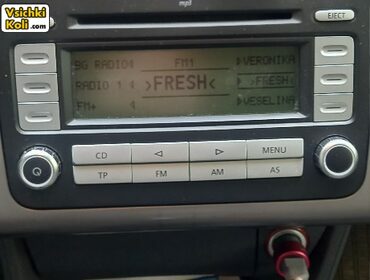 Vsichki
Koli.com
mp3
EJECT
BG RADIO FM1 VERONIKA
RADIO 1 >FRESH< >FRESH<
FM+ VESELINA
CD MENU
TP FM AM AS